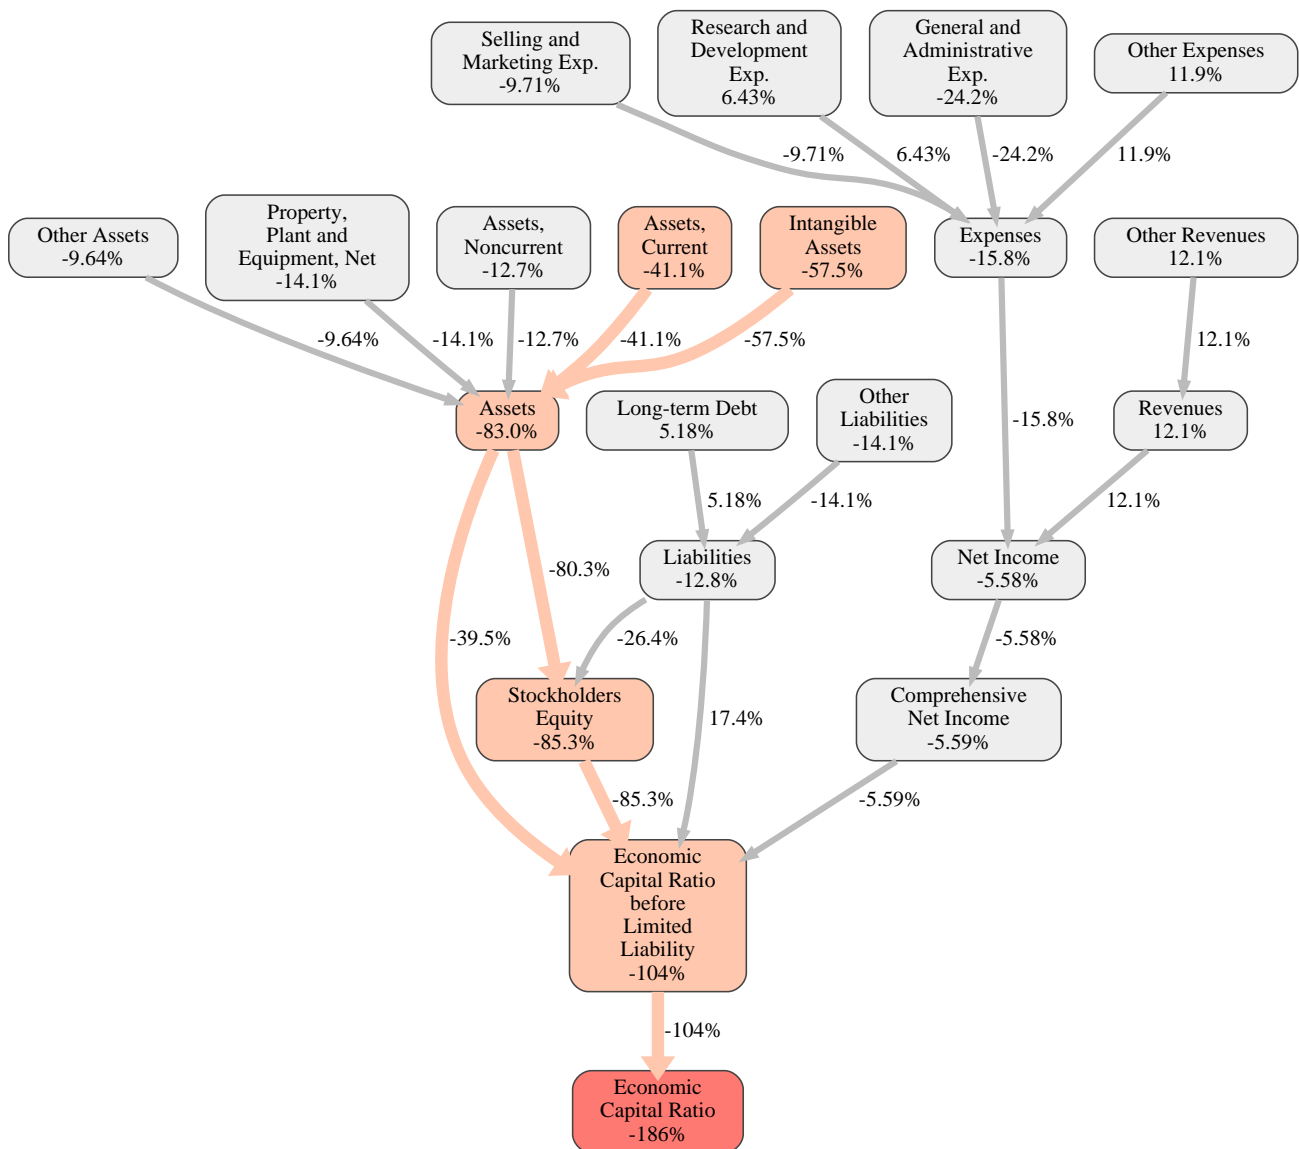 Selling and
Marketing Exp.
-9.71%
Research and
Development
Exp.
6.43%
General and
Administrative
Exp.
-24.2%
Other Expenses
11.9%
-9.71%
6.43%
-24.2%
11.9%
Other Assets
-9.64%
Property,
Plant and
Equipment, Net
-14.1%
Assets,
Noncurrent
-12.7%
Assets,
Current
-41.1%
Intangible
Assets
-57.5%
Expenses
-15.8%
Other Revenues
12.1%
-9.64%
-14.1%
-12.7%
-41.1%
-57.5%
12.1%
Assets
-83.0%
Long-term Debt
5.18%
Other
Liabilities
-14.1%
-15.8%
Revenues
12.1%
5.18%
-14.1%
12.1%
Liabilities
-12.8%
Net Income
-5.58%
-80.3%
-39.5%
-26.4%
-5.58%
Stockholders
Equity
-85.3%
17.4%
Comprehensive
Net Income
-5.59%
-85.3%
-5.59%
Economic
Capital Ratio
before
Limited
Liability
-104%
-104%
Economic
Capital Ratio
-186%